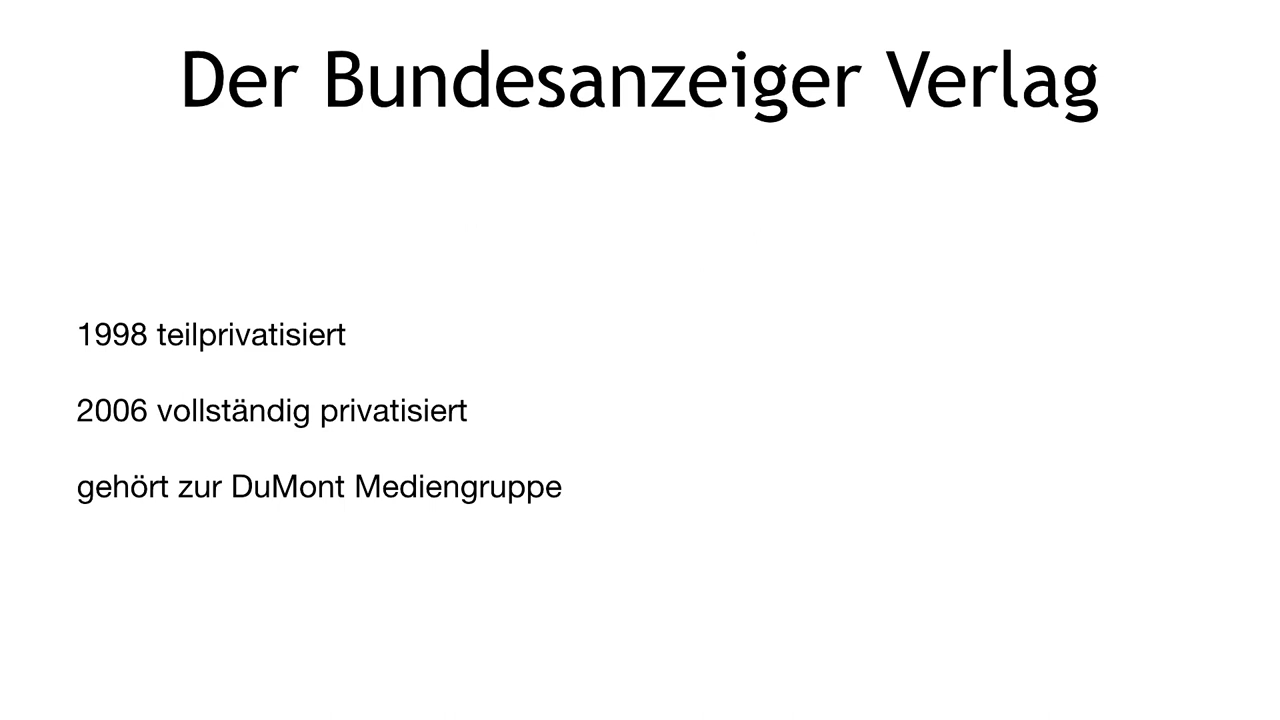 Der Bundesanzeiger Verlag
1998 teilprivatisiert
2006 vollständig privatisiert
gehört zur DuMont Mediengruppe